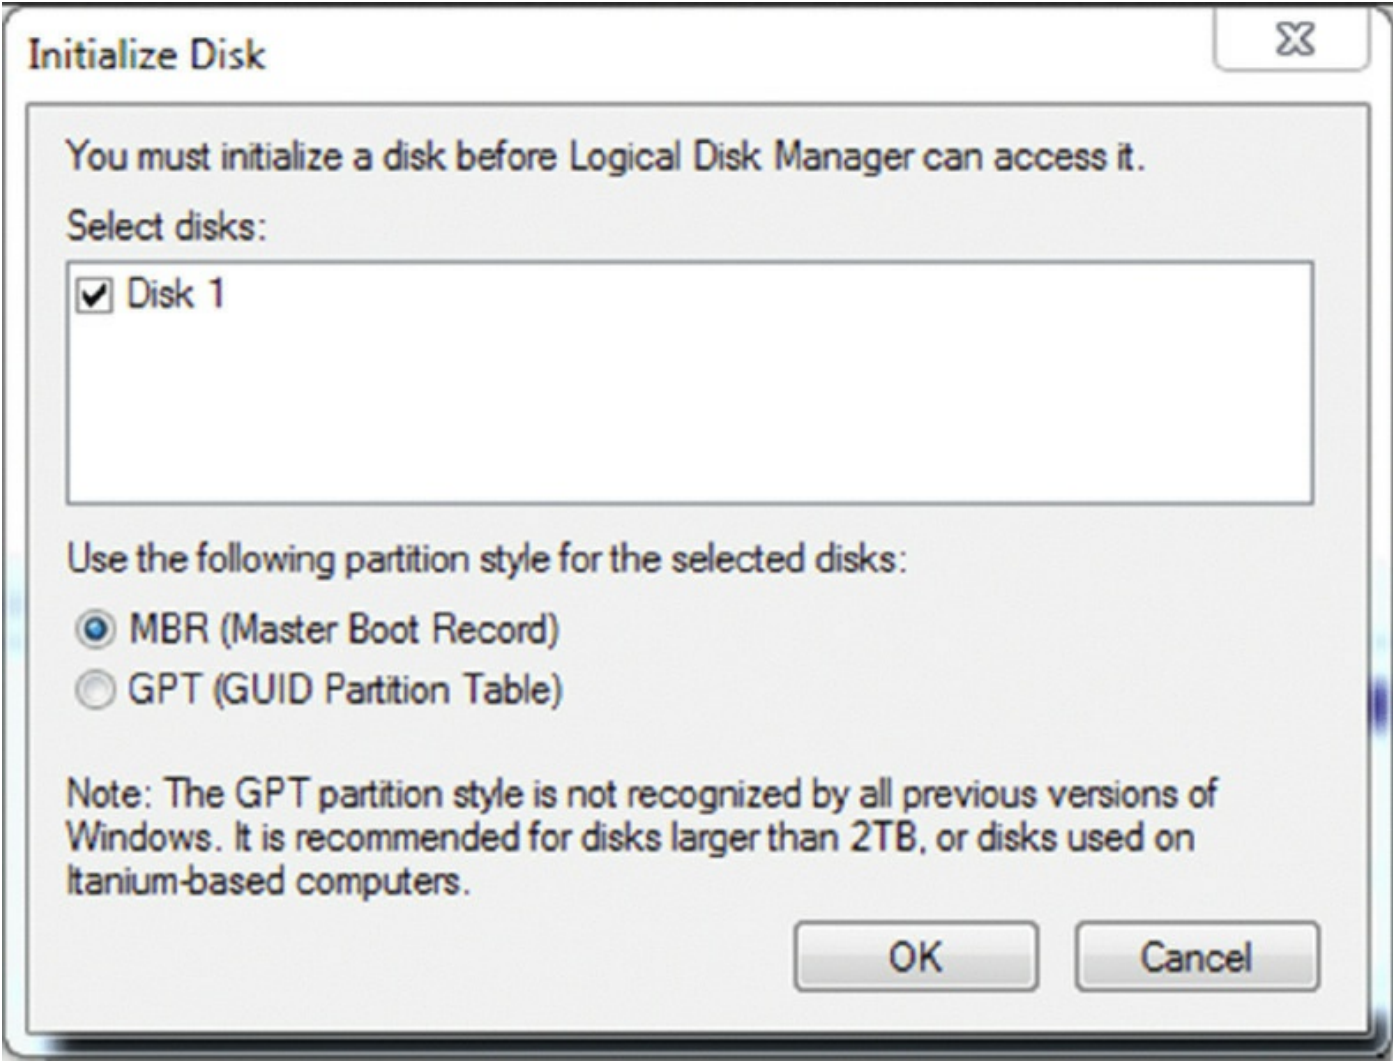 Initialize Disk
You must initialize a disk before Logical Disk Manager can access it.
Select disks:
Disk 1
Use the following partition style for the selected disks:
MBR (Master Boot Record)
GPT (GUID Partition Table)
Note: The GPT partition style is not recognized by all previous versions of
Windows. It is recommended for disks larger than 2TB, or disks used on
Itanium-based computers.
OK
Cancel